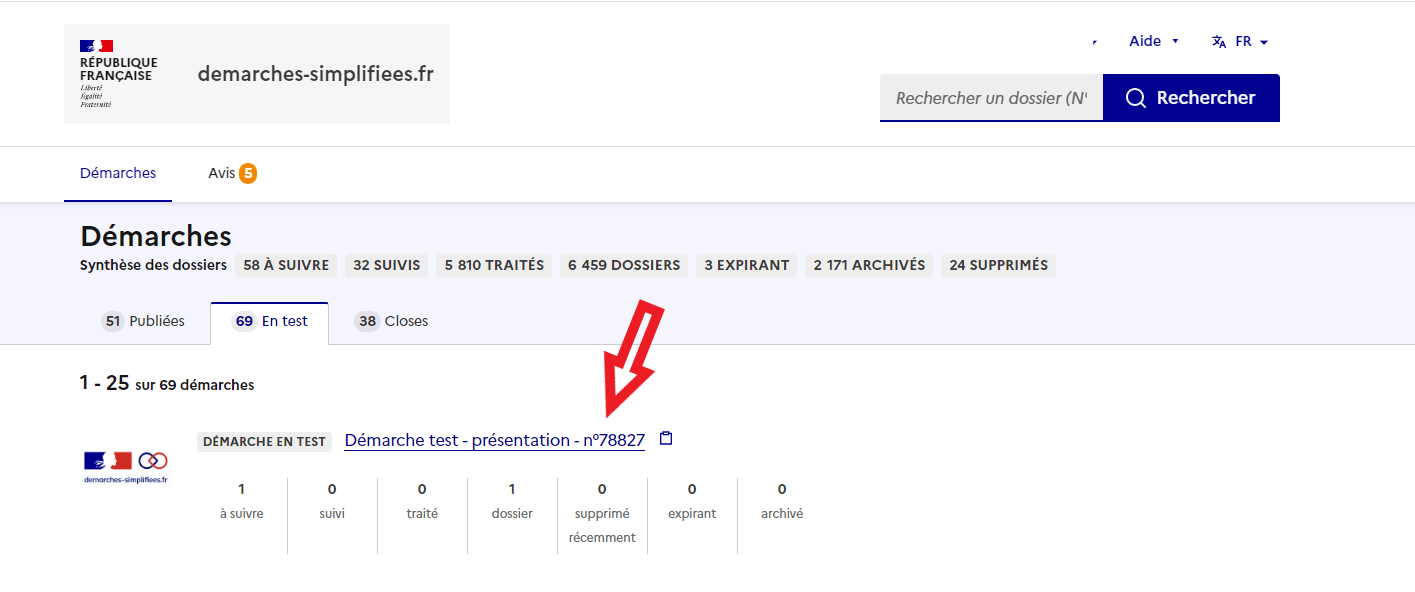 RÉPUBLIQUE
FRANÇAISE
Liberté
Égalité
Fraternité
demarches-simplifiees.fr
Aide
FR
Rechercher un dossier (N°
Rechercher
Démarches
Avis 5
Démarches
Synthèse des dossiers 58 À SUIVRE 32 SUIVIS 5 810 TRAITÉS 6 459 DOSSIERS 3 EXPIRANT 2 171 ARCHIVÉS 24 SUPPRIMÉS
51 Publiées 69 En test 38 Closes
1 - 25 sur 69 démarches
DÉMARCHE EN TEST Démarche test - présentation - n°78827
demarches-simplifiees.fr
1 0 0 1 0 0 0
à suivre suivi traité dossier supprimé expirant archivé
récemment